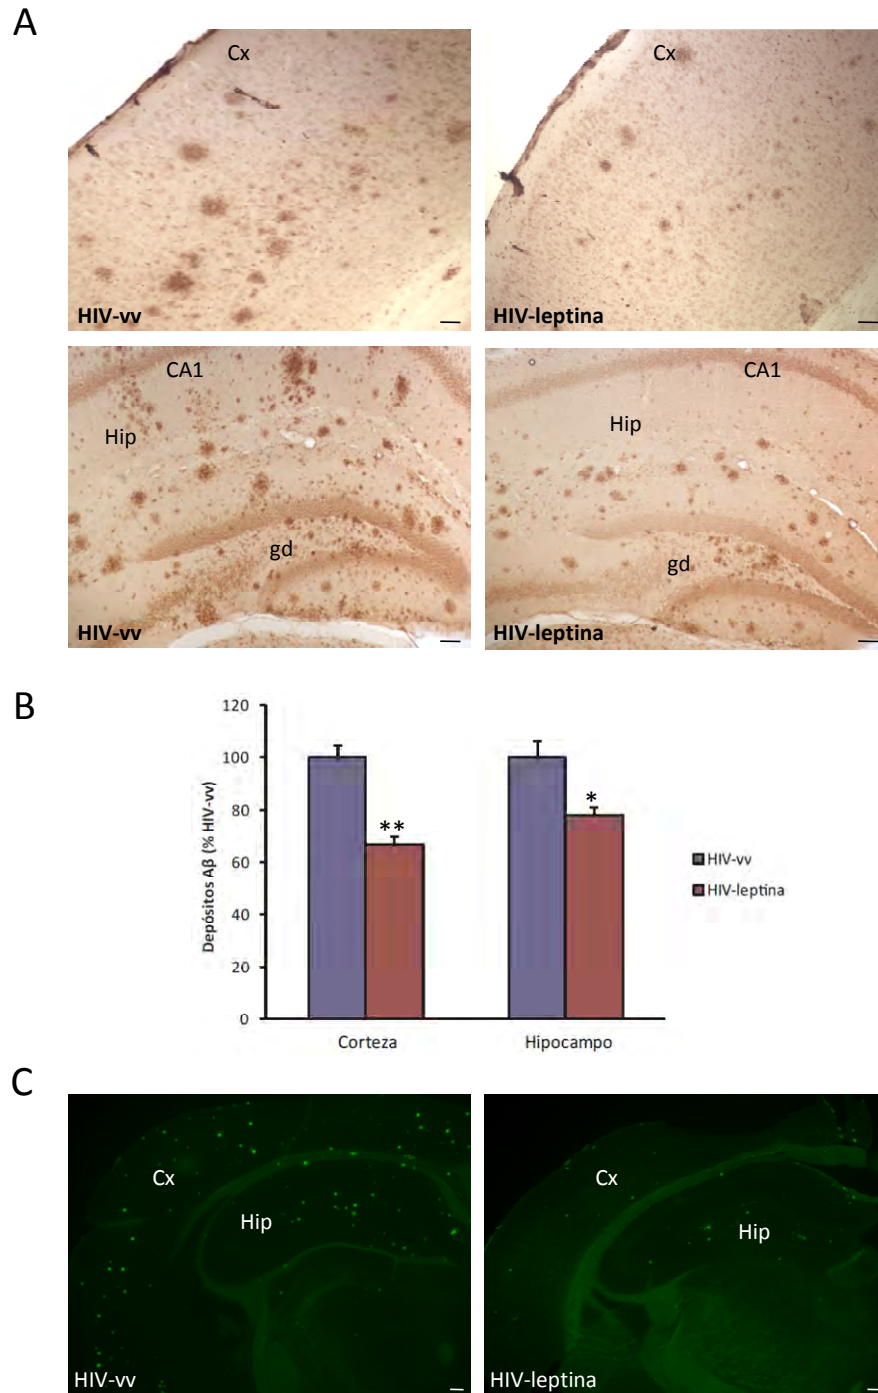 A
Cx
Cx
HIV-vv
HIV-leptina
CA1
CA1
Hip
Hip
gd
gd
HIV-vv
HIV-leptina
B
Depósitos Aβ (% HIV-vv)
120
100
80
60
40
20
0
**
*
HIV-vv
HIV-leptina
Corteza
Hipocampo
C
Cx
Cx
Hip
Hip
HIV-vv
HIV-leptina